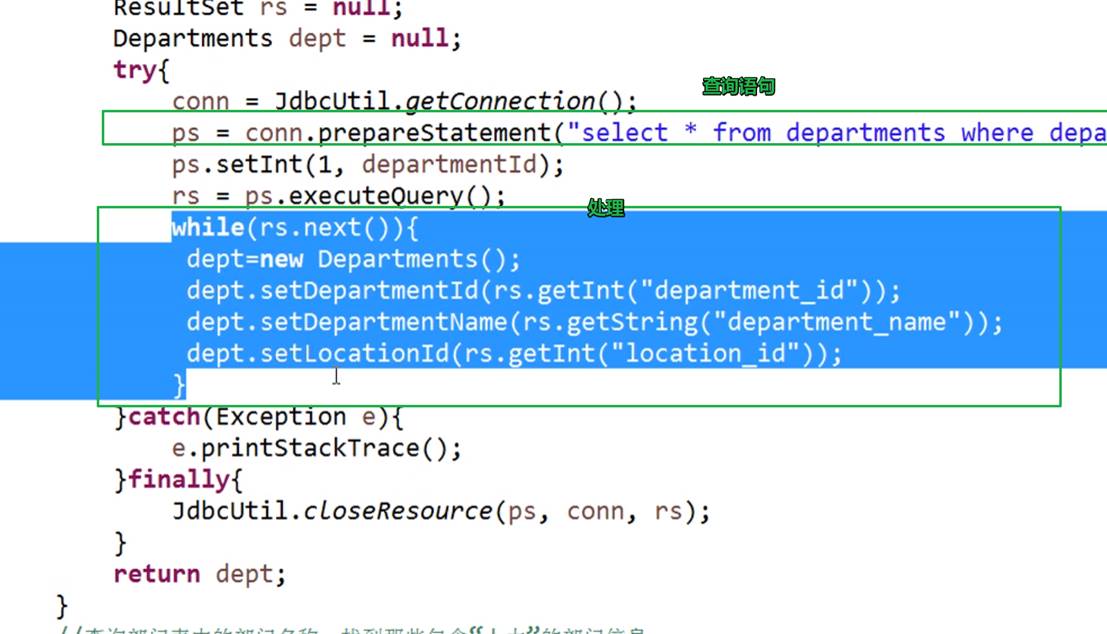 ResultSet rs = null;
Departments dept = null;
try{
查询语句
conn = JdbcUtil.getConnection();
ps = conn.prepareStatement("select * from departments where depa
ps.setInt(1, departmentId);
rs = ps.executeQuery();
处理
while(rs.next()){
dept=new Departments();
dept.setDepartmentId(rs.getInt("department_id"));
dept.setDepartmentName(rs.getString("department_name"));
dept.setLocationId(rs.getInt("location_id"));
}
}catch(Exception e){
e.printStackTrace();
}finally{
JdbcUtil.closeResource(ps, conn, rs);
}
return dept;
}